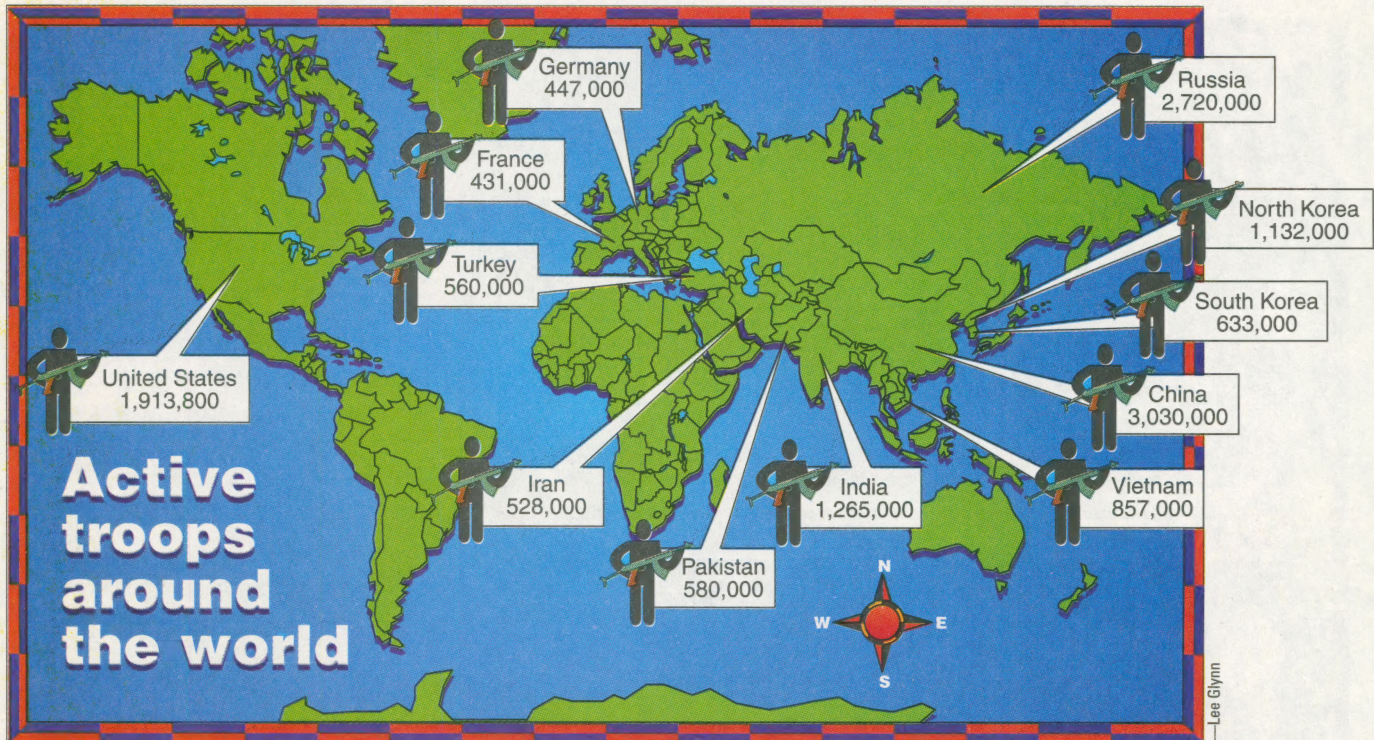 Germany
447,000
Russia
2,720,000
France
431,000
North Korea
1,132,000
Turkey
560,000
South Korea
633,000
United States
1,913,800
China
3,030,000
Active
troops
around
the world
Iran
528,000
India
1,265,000
Vietnam
857,000
Pakistan
580,000
N
W
E
S
—Lee Glynn